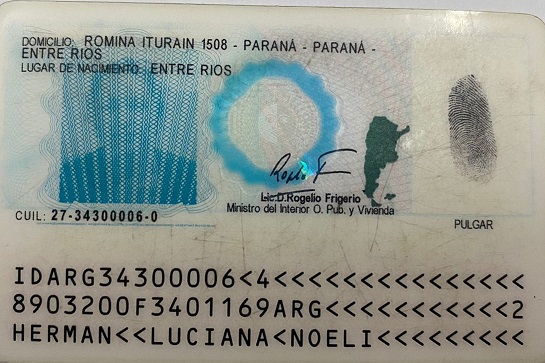 DOMICILIO: ROMINA ITURAIN 1508 - PARANÁ - PARANÁ -
ENTRE RIOS
LUGAR DE NACIMIENTO: ENTRE RIOS
Lic.D.Rogelio Frigerio
Ministro del Interior O. Pub. y Vivienda
CUIL: 27-34300006-0
PULGAR
IDARG34300006<4<<<<<<<<<<<<<<<
8903200F3401169ARG<<<<<<<<<<<2
HERMAN<<LUCIANA<NOELI<<<<<<<<<